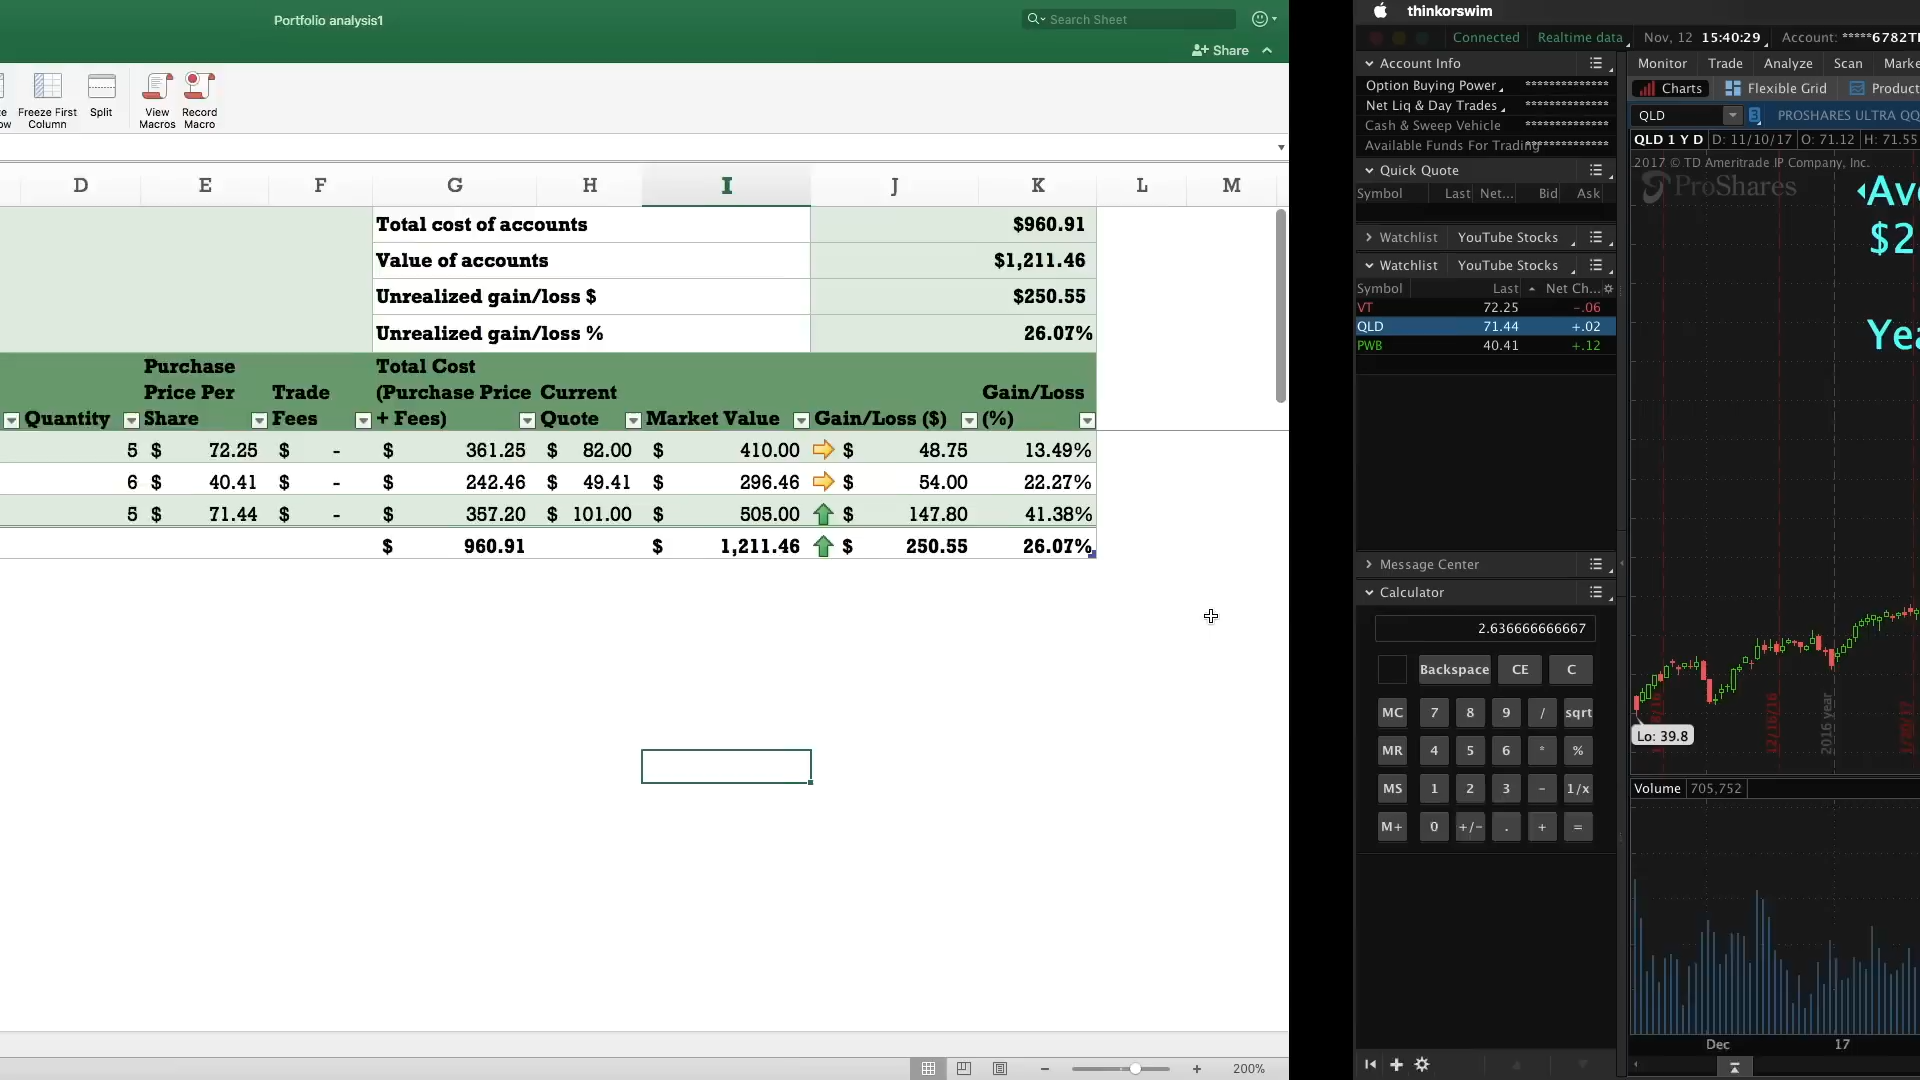 Portfolio analysis1
Search Sheet
Share
Freeze First Column
Split
View Macros
Record Macro
D E F G H I J K L M
Total cost of accounts $960.91
Value of accounts $1,211.46
Unrealized gain/loss $ $250.55
Unrealized gain/loss % 26.07%
Quantity
Purchase Price Per Share
Trade Fees
Total Cost (Purchase Price + Fees)
Current Quote
Market Value
Gain/Loss ($)
Gain/Loss (%)
5 $ 72.25 $ - $ 361.25 $ 82.00 $ 410.00 $ 48.75 13.49%
6 $ 40.41 $ - $ 242.46 $ 49.41 $ 296.46 $ 54.00 22.27%
5 $ 71.44 $ - $ 357.20 $ 101.00 $ 505.00 $ 147.80 41.38%
$ 960.91 $ 1,211.46 $ 250.55 26.07%
200%
thinkorswim
Connected Realtime data Nov, 12 15:40:29 Account: *****6782T
Account Info
Option Buying Power **************
Net Liq & Day Trades **************
Cash & Sweep Vehicle **************
Available Funds For Trading **************
Quick Quote
Symbol Last Net... Bid Ask
Watchlist YouTube Stocks
Watchlist YouTube Stocks
Symbol Last Net Ch...
VT 72.25 -.06
QLD 71.44 +.02
PWB 40.41 +.12
Message Center
Calculator
2.636666666667
Backspace CE C
MC 7 8 9 / sqrt
MR 4 5 6 * %
MS 1 2 3 - 1/x
M+ 0 +/- . + =
Monitor Trade Analyze Scan Marke
Charts Flexible Grid Product
QLD 3 PROSHARES ULTRA QQ
QLD 1 Y D D: 11/10/17 O: 71.12 H: 71.55
2017 © TD Ameritrade IP Company, Inc.
ProShares
Ave
$2
Yea
Lo: 39.8
12/16/16
2016 year
Volume 705,752
Dec 17